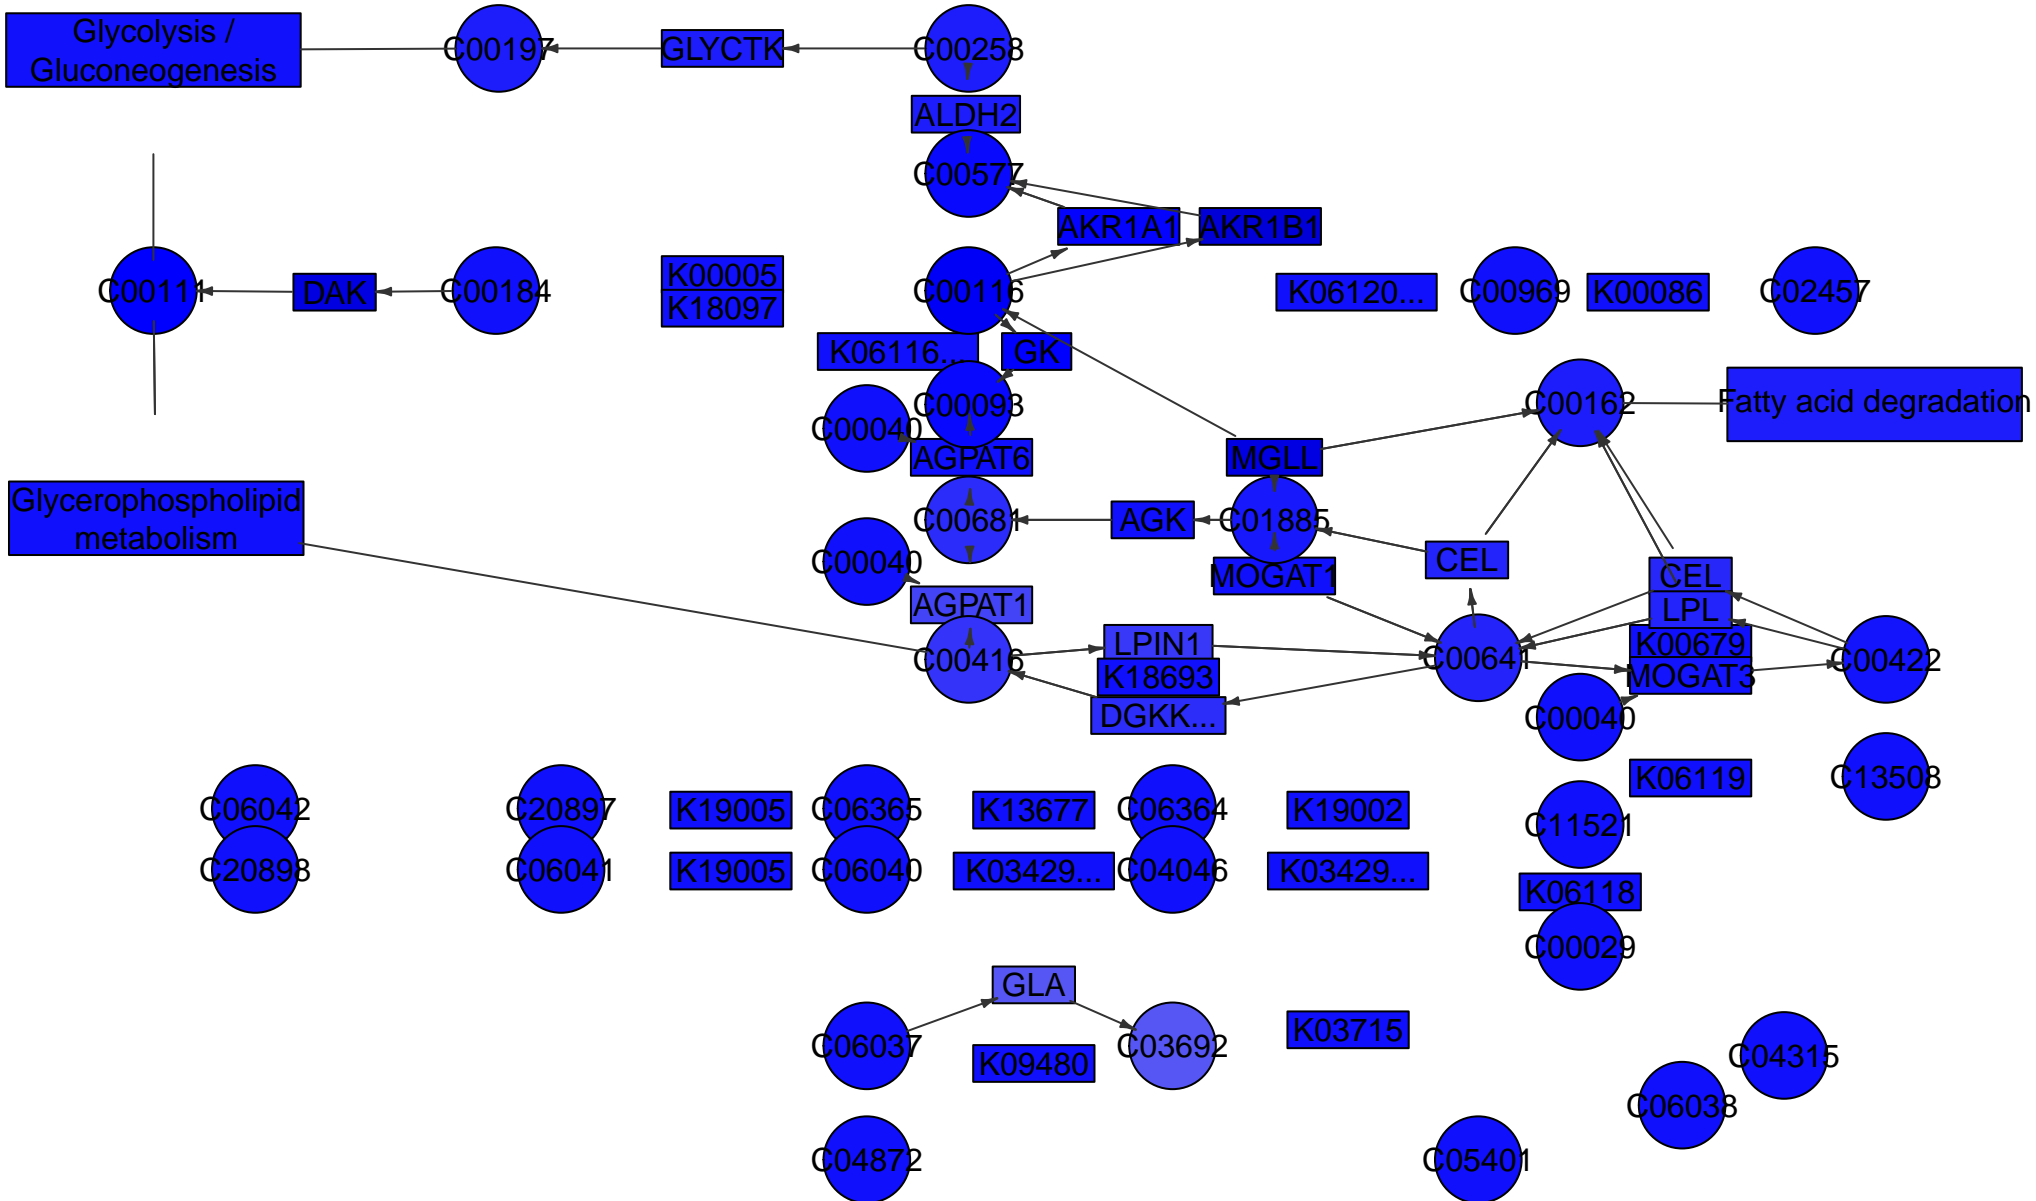 Glycolysis /
Gluconeogenesis
C00197
GLYCTK
C00258
ALDH2
C00577
AKR1A1
AKR1B1
C00111
DAK
C00184
K00005
K18097
C00116
K06120...
C00969
K00086
C02457
K06116...
GK
C00093
C00162
Fatty acid degradation
C00040
AGPAT6
MGLL
Glycerophospholipid
metabolism
C00681
AGK
C01885
C00040
MOGAT1
CEL
CEL
AGPAT1
LPL
C00416
LPIN1
K18693
DGKK...
C00641
K00679
MOGAT3
C00422
C00040
K06119
C13508
C06042
C20897
K19005
C06365
K13677
C06364
K19002
C11521
C20898
C06041
K19005
C06040
K03429...
C04046
K03429...
K06118
C00029
GLA
C06037
K09480
C03692
K03715
C04315
C06038
C04872
C05401